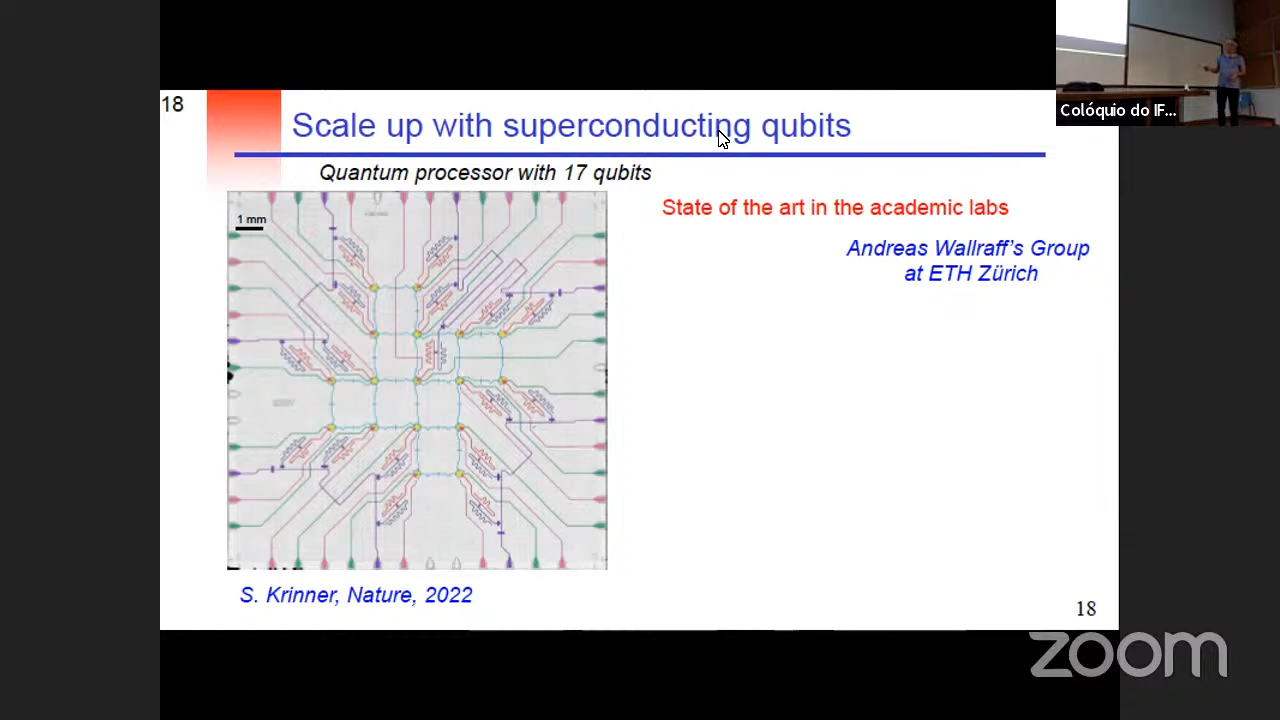 18
Scale up with superconducting qubits
Quantum processor with 17 qubits
1 mm
State of the art in the academic labs
Andreas Wallraff's Group
at ETH Zürich
S. Krinner, Nature, 2022
18
Colóquio do IF...
zoom